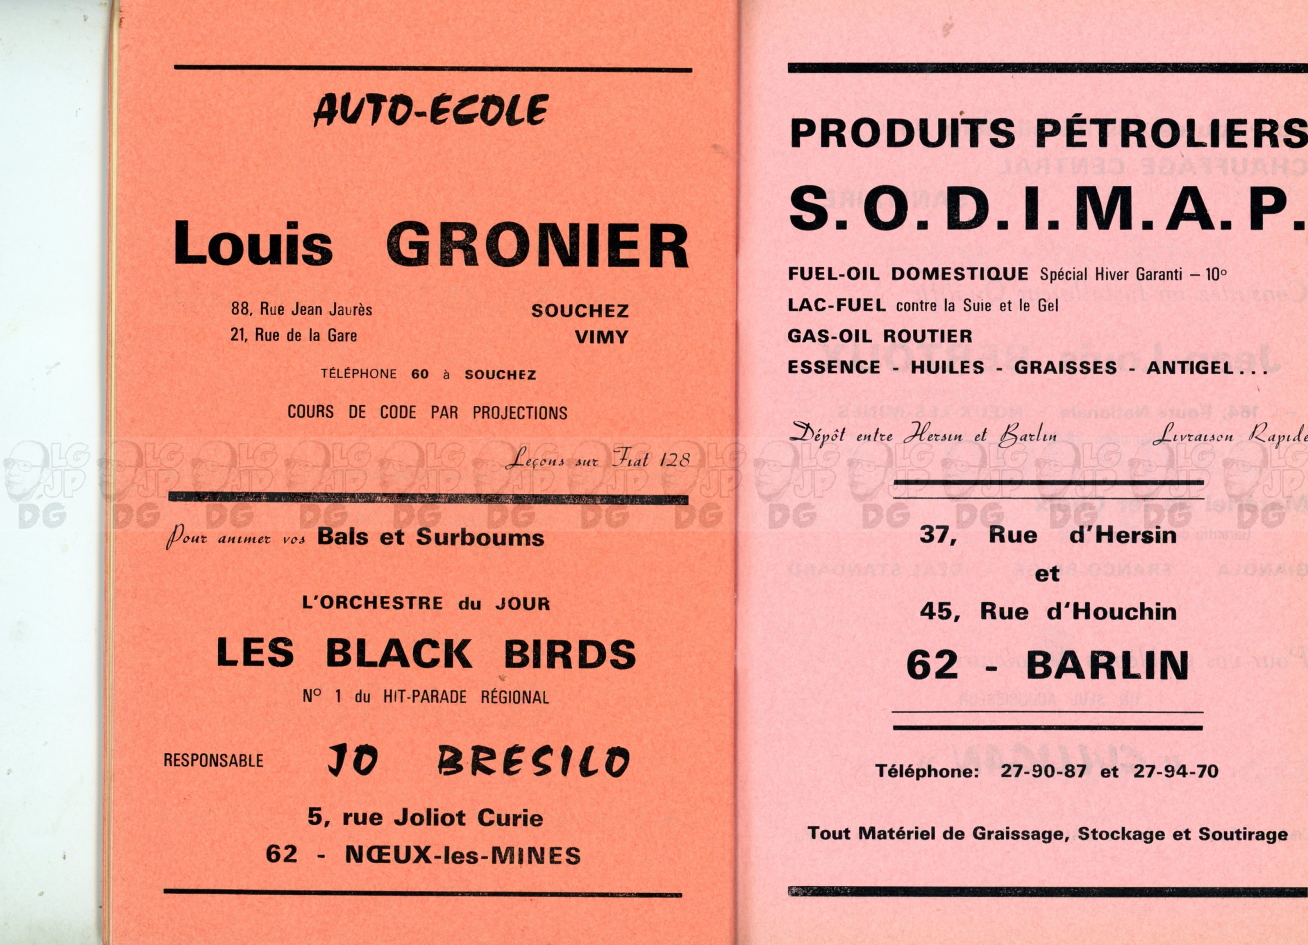 AUTO-ÉCOLE
Louis GRONIER
88, Rue Jean Jaurès SOUCHEZ
21, Rue de la Gare VIMY
TÉLÉPHONE 60 à SOUCHEZ
COURS DE CODE PAR PROJECTIONS
Leçons sur Fiat 128
Pour animer vos Bals et Surboums
L'ORCHESTRE du JOUR
LES BLACK BIRDS
N° 1 du HIT-PARADE RÉGIONAL
RESPONSABLE JO BRESILO
5, rue Joliot Curie
62 - NŒUX-les-MINES
PRODUITS PÉTROLIERS
S.O.D.I.M.A.P.
FUEL-OIL DOMESTIQUE Spécial Hiver Garanti – 10°
LAC-FUEL contre la Suie et le Gel
GAS-OIL ROUTIER
ESSENCE - HUILES - GRAISSES - ANTIGEL...
Dépôt entre Hersin et Barlin Livraison Rapide
37, Rue d'Hersin
et
45, Rue d'Houchin
62 - BARLIN
Téléphone: 27-90-87 et 27-94-70
Tout Matériel de Graissage, Stockage et Soutirage
LG JP DG